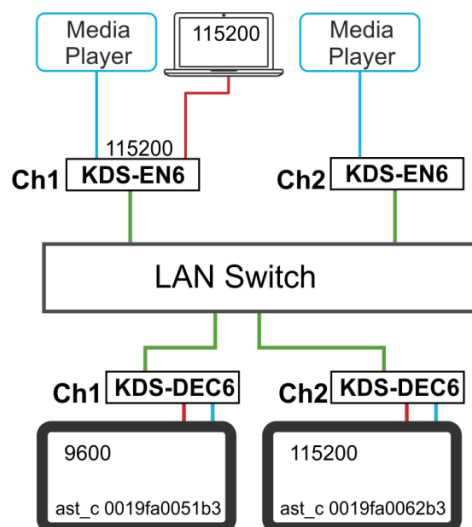 Media
Player
115200
Media
Player
115200
Ch1 KDS-EN6
Ch2 KDS-EN6
LAN Switch
Ch1 KDS-DEC6
Ch2 KDS-DEC6
9600
ast_c 0019fa0051b3
115200
ast_c 0019fa0062b3